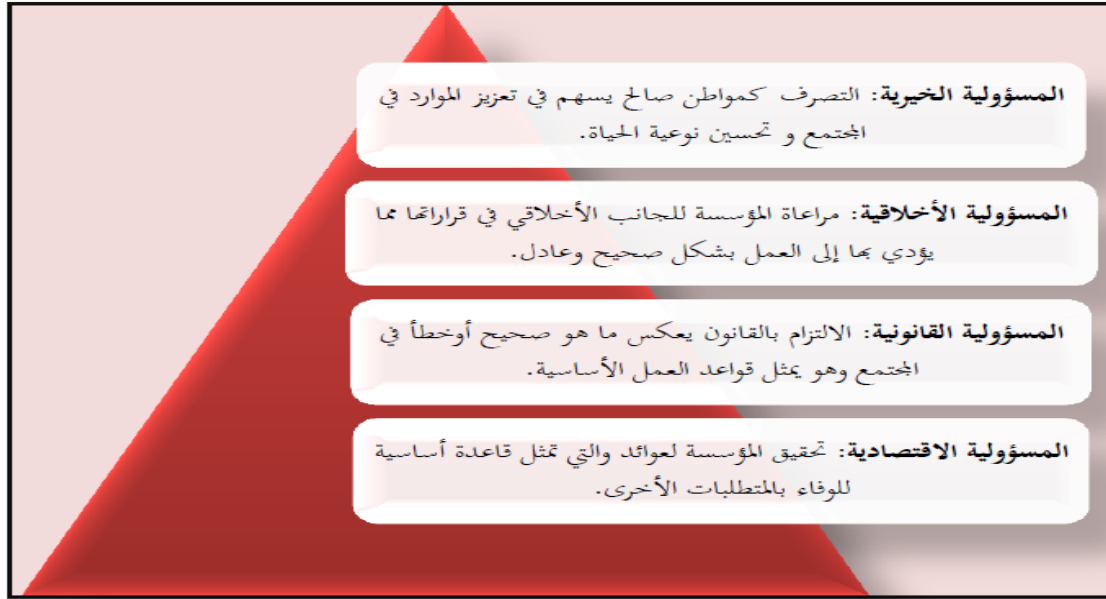 المسؤولية الخيرية: التصرف كمواطن صالح يسهم في تعزيز الموارد في
المجتمع و تحسين نوعية الحياة.
المسؤولية الأخلاقية: مراعاة المؤسسة للجانب الأخلاقي في قراراتها مما
يؤدي بها إلى العمل بشكل صحيح وعادل.
المسؤولية القانونية: الالتزام بالقانون يعكس ما هو صحيح أوخطأ في
المجتمع وهو يمثل قواعد العمل الأساسية.
المسؤولية الاقتصادية: تحقيق المؤسسة لعوائد والتي تمثل قاعدة أساسية
للوفاء بالمتطلبات الأخرى.